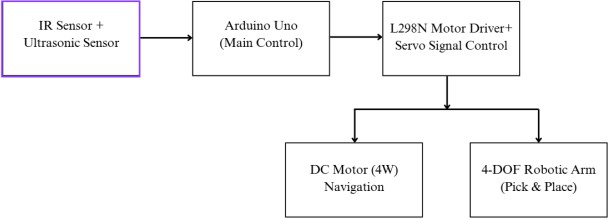 IR Sensor +
Ultrasonic Sensor
Arduino Uno
(Main Control)
L298N Motor Driver+
Servo Signal Control
DC Motor (4W)
Navigation
4-DOF Robotic Arm
(Pick & Place)